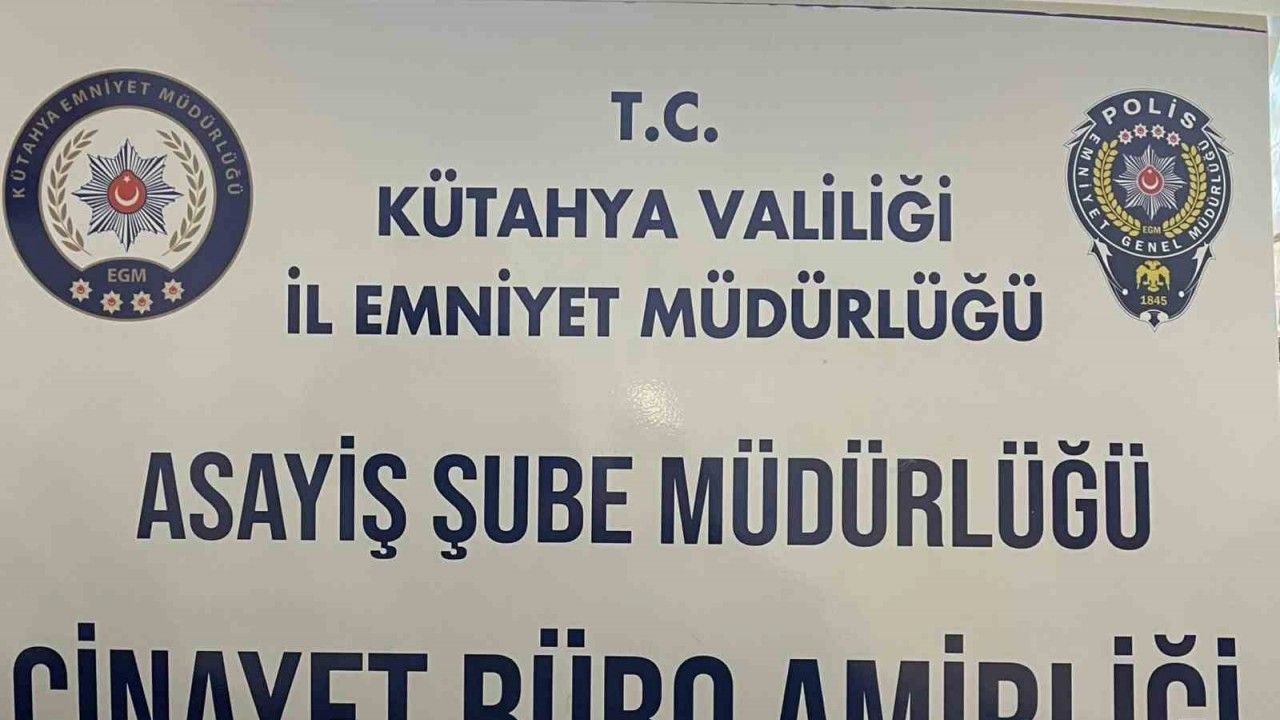 KÜTAHYA EMNİYET MÜDÜRLÜĞÜ
EGM
T.C.
KÜTAHYA VALİLİĞİ
İL EMNİYET MÜDÜRLÜĞÜ
POLİS
EMNİYET GENEL MÜDÜRLÜĞÜ
EGM
1845
ASAYİŞ ŞUBE MÜDÜRLÜĞÜ
CİNAYET BÜRO AMİRLİĞİ